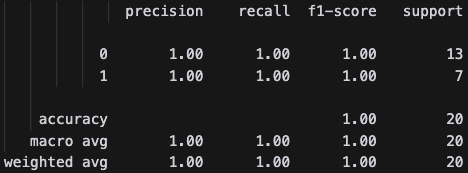 precision recall f1-score support
0 1.00 1.00 1.00 13
1 1.00 1.00 1.00 7
accuracy 1.00 20
macro avg 1.00 1.00 1.00 20
weighted avg 1.00 1.00 1.00 20